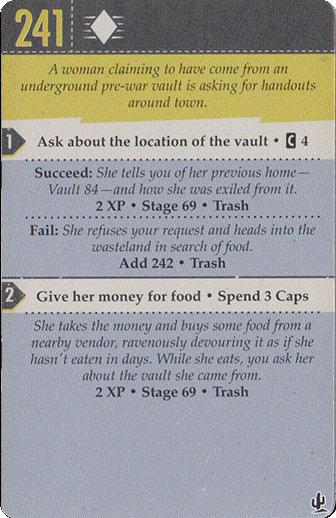 241
A woman claiming to have come from an
underground pre-war vault is asking for handouts
around town.
1 Ask about the location of the vault • C 4
Succeed: She tells you of her previous home—
Vault 84—and how she was exiled from it.
2 XP • Stage 69 • Trash
Fail: She refuses your request and heads into the
wasteland in search of food.
Add 242 • Trash
2 Give her money for food • Spend 3 Caps
She takes the money and buys some food from a
nearby vendor, ravenously devouring it as if she
hasn't eaten in days. While she eats, you ask her
about the vault she came from.
2 XP • Stage 69 • Trash